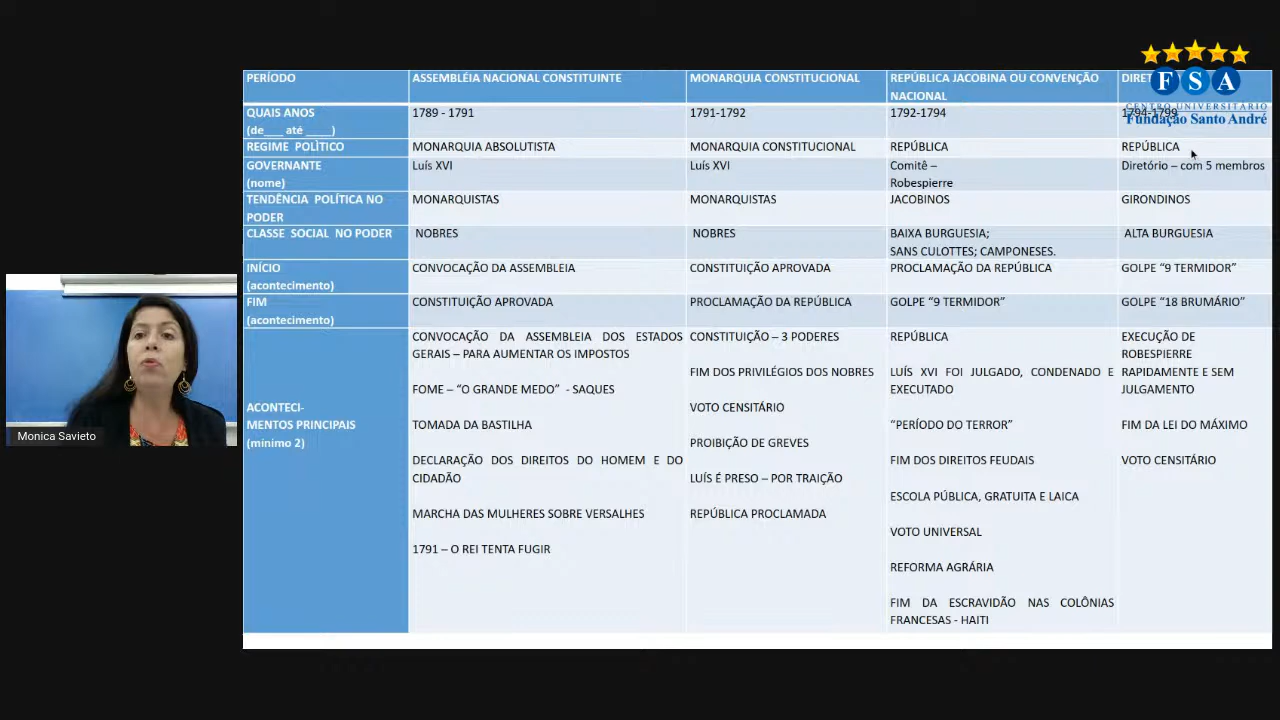 PERÍODO
ASSEMBLÉIA NACIONAL CONSTITUINTE
MONARQUIA CONSTITUCIONAL
REPÚBLICA JACOBINA OU CONVENÇÃO
NACIONAL
DIRET
FSA
CENTRO UNIVERSITÁRIO
Fundação Santo André
QUAIS ANOS
(de___ até ____)
1789 - 1791
1791-1792
1792-1794
1794-1799
REGIME POLÌTICO
MONARQUIA ABSOLUTISTA
MONARQUIA CONSTITUCIONAL
REPÚBLICA
REPÚBLICA
GOVERNANTE
(nome)
Luís XVI
Luís XVI
Comitê –
Robespierre
Diretório – com 5 membros
TENDÊNCIA POLÍTICA NO
PODER
MONARQUISTAS
MONARQUISTAS
JACOBINOS
GIRONDINOS
CLASSE SOCIAL NO PODER
NOBRES
NOBRES
BAIXA BURGUESIA;
SANS CULOTTES; CAMPONESES.
ALTA BURGUESIA
INÍCIO
(acontecimento)
CONVOCAÇÃO DA ASSEMBLEIA
CONSTITUIÇÃO APROVADA
PROCLAMAÇÃO DA REPÚBLICA
GOLPE “9 TERMIDOR”
FIM
(acontecimento)
CONSTITUIÇÃO APROVADA
PROCLAMAÇÃO DA REPÚBLICA
GOLPE “9 TERMIDOR”
GOLPE “18 BRUMÁRIO”
ACONTECI-
MENTOS PRINCIPAIS
(mínimo 2)
CONVOCAÇÃO DA ASSEMBLEIA DOS ESTADOS
GERAIS – PARA AUMENTAR OS IMPOSTOS
FOME – “O GRANDE MEDO” - SAQUES
TOMADA DA BASTILHA
DECLARAÇÃO DOS DIREITOS DO HOMEM E DO
CIDADÃO
MARCHA DAS MULHERES SOBRE VERSALHES
1791 – O REI TENTA FUGIR
CONSTITUIÇÃO – 3 PODERES
FIM DOS PRIVILÉGIOS DOS NOBRES
VOTO CENSITÁRIO
PROIBIÇÃO DE GREVES
LUÍS É PRESO – POR TRAIÇÃO
REPÚBLICA PROCLAMADA
REPÚBLICA
LUÍS XVI FOI JULGADO, CONDENADO E
EXECUTADO
“PERÍODO DO TERROR”
FIM DOS DIREITOS FEUDAIS
ESCOLA PÚBLICA, GRATUITA E LAICA
VOTO UNIVERSAL
REFORMA AGRÁRIA
FIM DA ESCRAVIDÃO NAS COLÔNIAS
FRANCESAS - HAITI
EXECUÇÃO DE
ROBESPIERRE
RAPIDAMENTE E SEM
JULGAMENTO
FIM DA LEI DO MÁXIMO
VOTO CENSITÁRIO
Monica Savieto